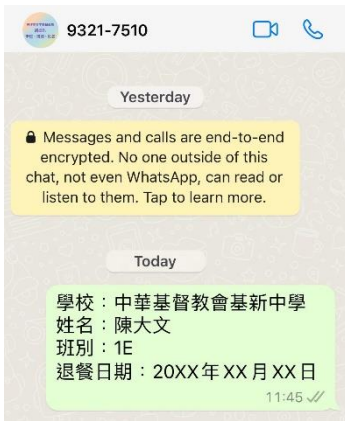 9321-7510
Yesterday
Messages and calls are end-to-end
encrypted. No one outside of this
chat, not even WhatsApp, can read or
listen to them. Tap to learn more.
Today
學校：中華基督教會基新中學
姓名：陳大文
班別：1E
退餐日期：20XX年XX月XX日
11:45